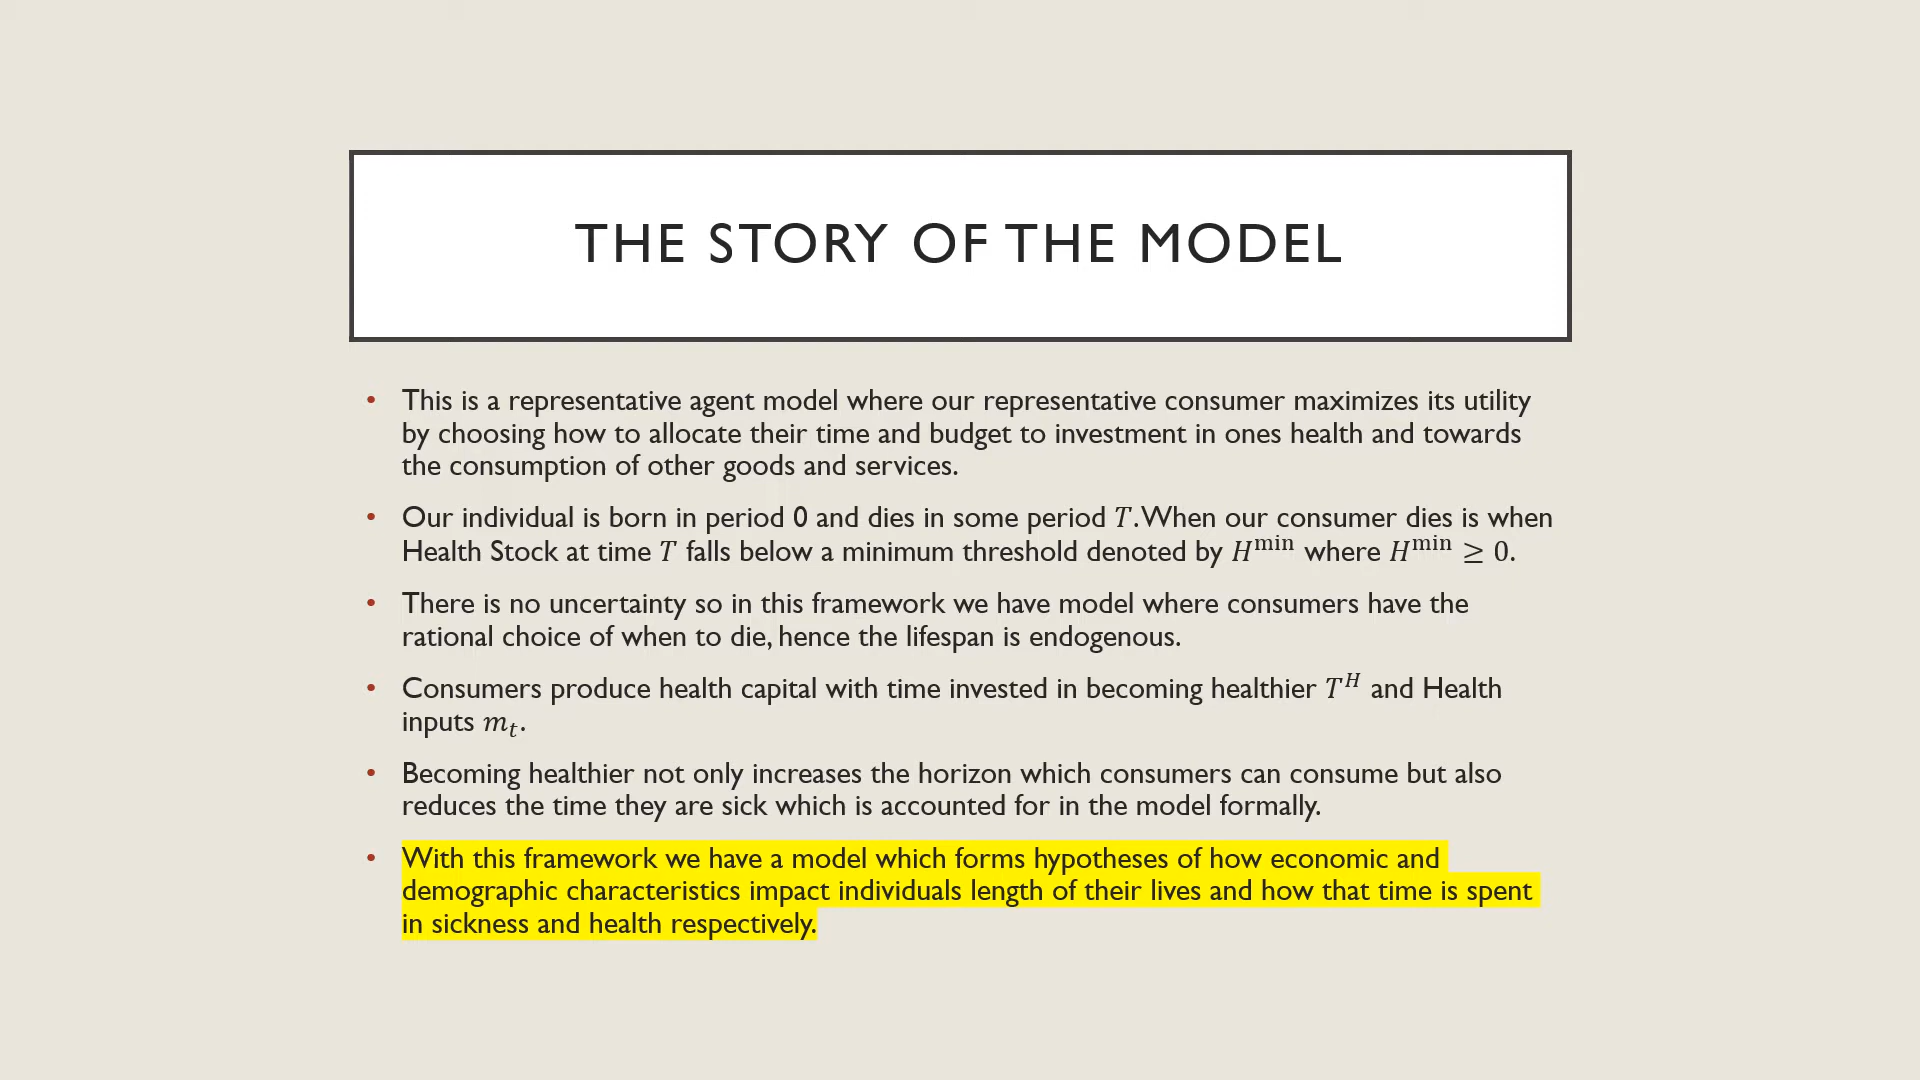 THE STORY OF THE MODEL
• This is a representative agent model where our representative consumer maximizes its utility
by choosing how to allocate their time and budget to investment in ones health and towards
the consumption of other goods and services.
• Our individual is born in period 0 and dies in some period T. When our consumer dies is when
Health Stock at time T falls below a minimum threshold denoted by H^min where H^min ≥ 0.
• There is no uncertainty so in this framework we have model where consumers have the
rational choice of when to die, hence the lifespan is endogenous.
• Consumers produce health capital with time invested in becoming healthier T^H and Health
inputs m_t.
• Becoming healthier not only increases the horizon which consumers can consume but also
reduces the time they are sick which is accounted for in the model formally.
• With this framework we have a model which forms hypotheses of how economic and
demographic characteristics impact individuals length of their lives and how that time is spent
in sickness and health respectively.